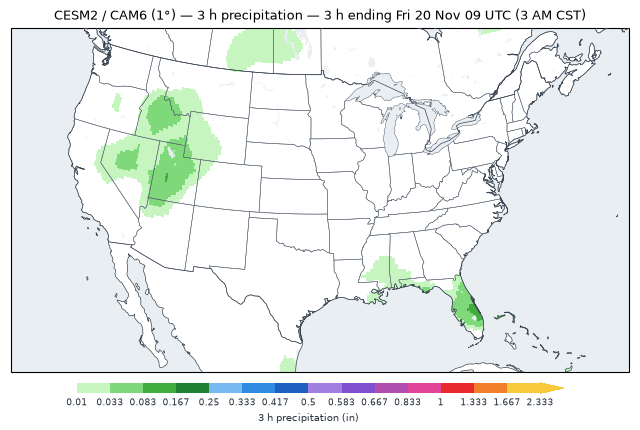 CESM2 / CAM6 (1°) — 3 h precipitation — 3 h ending Fri 20 Nov 09 UTC (3 AM CST)
0.01 0.033 0.083 0.167 0.25 0.333 0.417 0.5 0.583 0.667 0.833 1 1.333 1.667 2.333
3 h precipitation (in)